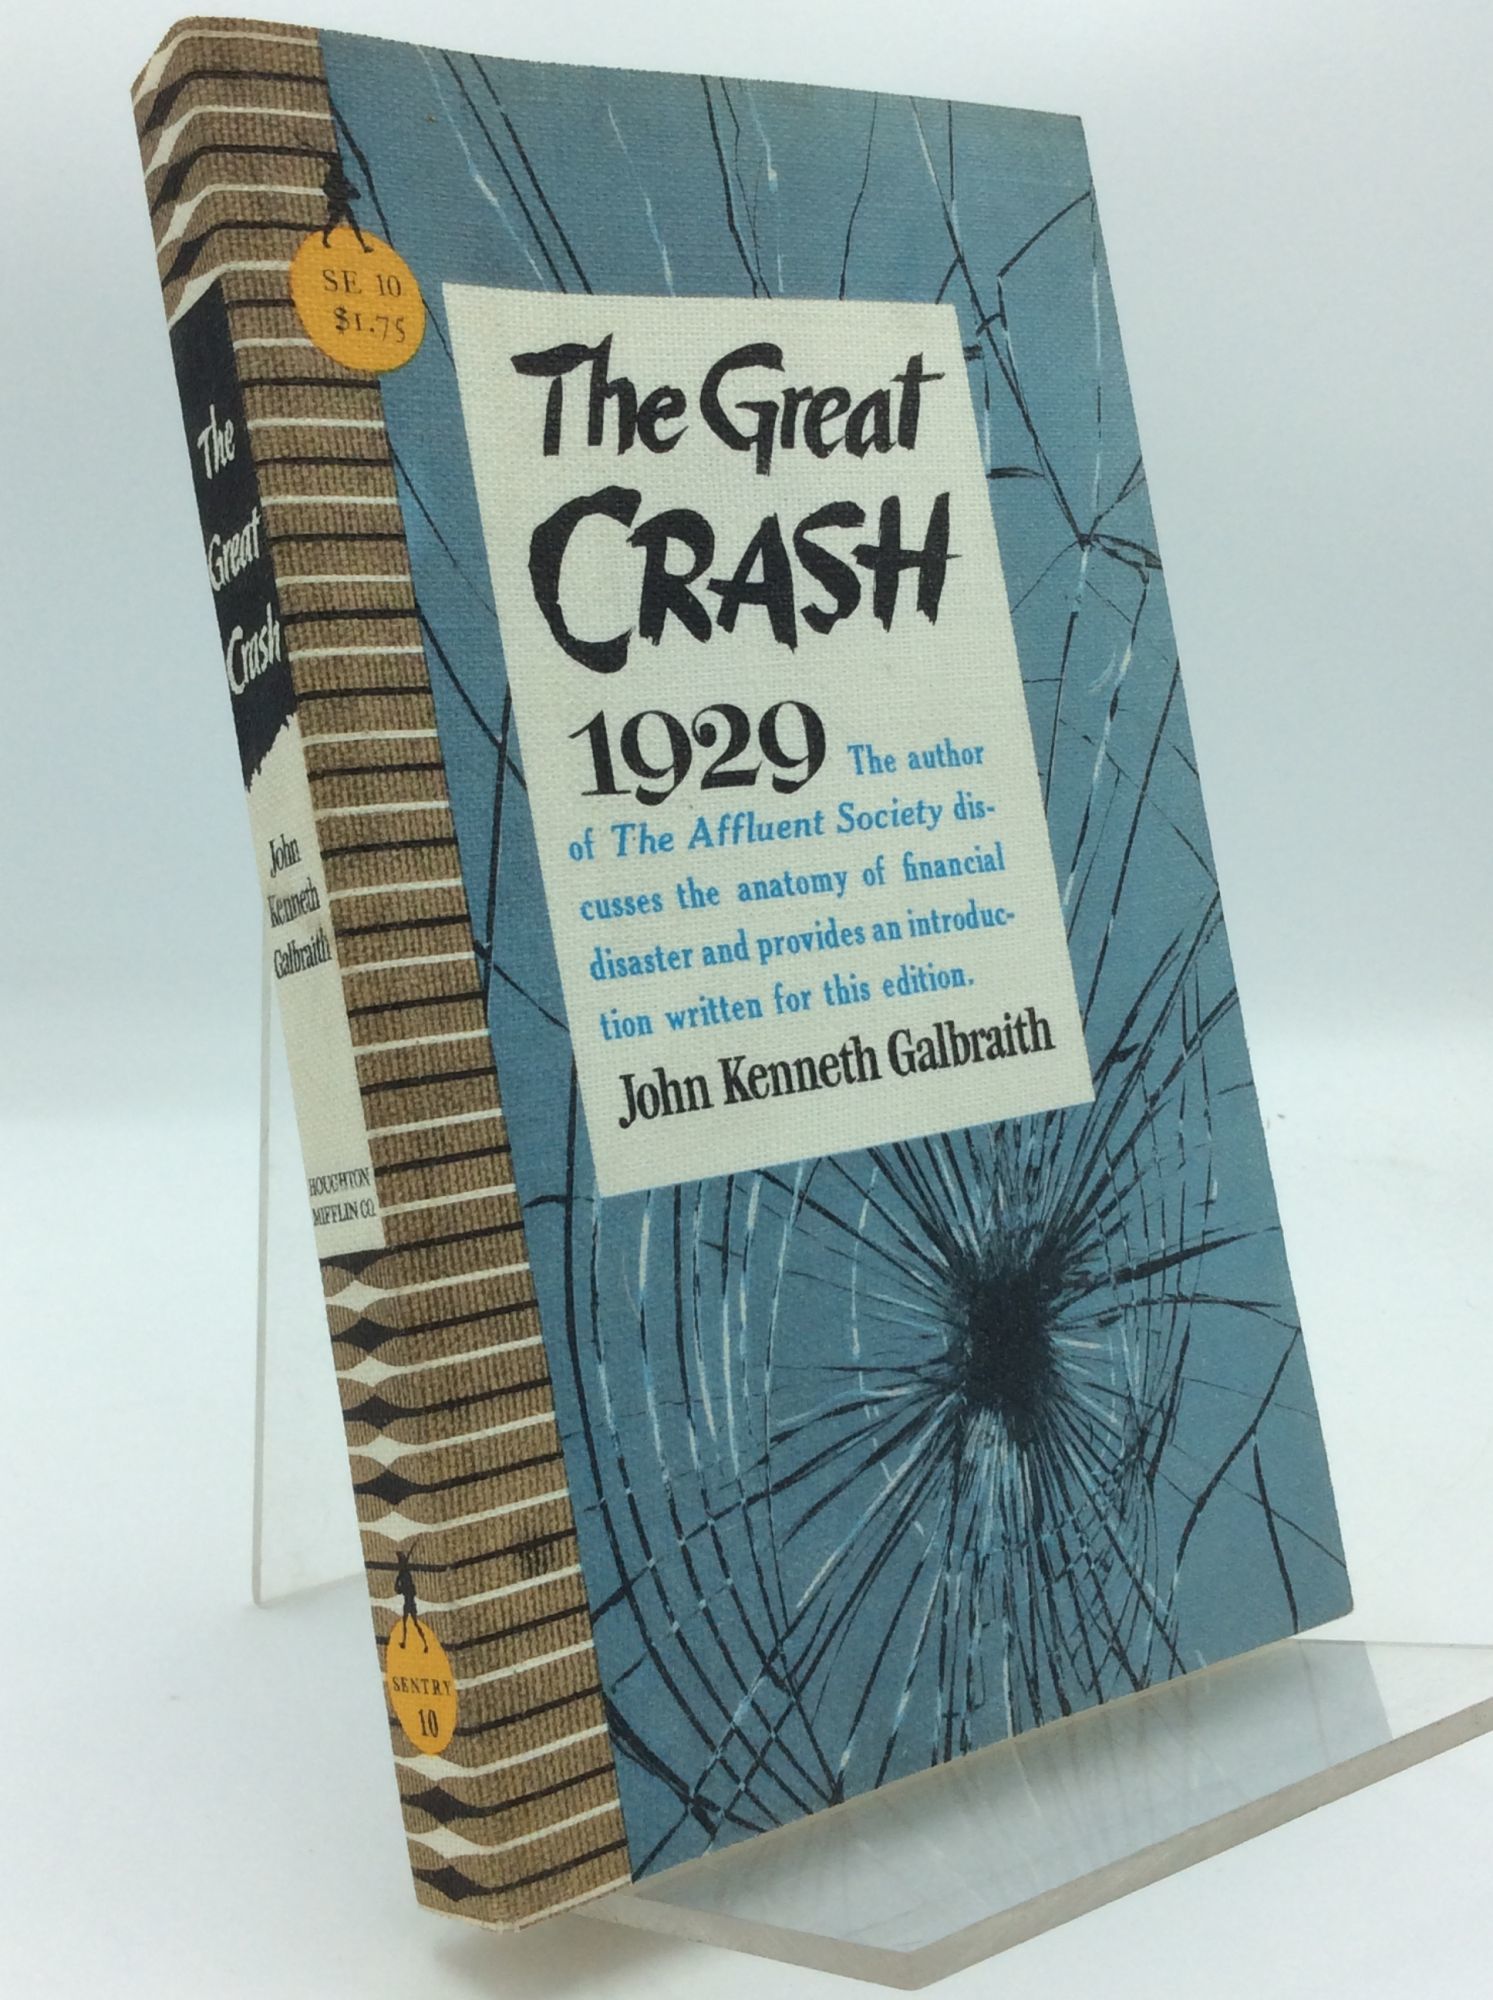 SE 10
$1.75
The Great
CRASH
1929 The author
of The Affluent Society dis-
cusses the anatomy of financial
disaster and provides an introduc-
tion written for this edition.
John Kenneth Galbraith
The
Great
Crash
John
Kenneth
Galbraith
HOUGHTON
MIFFLIN CO.
SENTRY
10